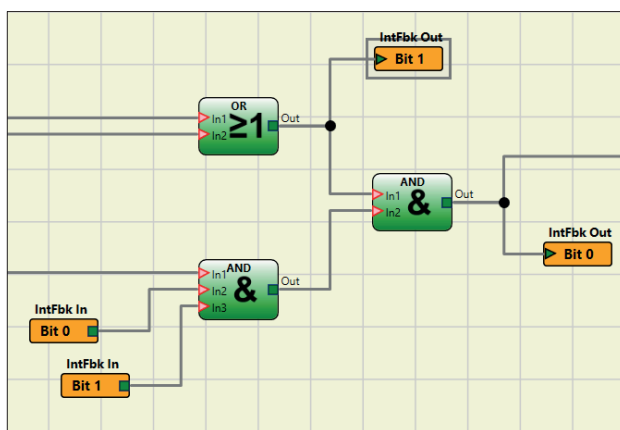 IntFbk Out
Bit 1
OR
In1
In2
≥1
Out
AND
In1
In2
&
Out
IntFbk Out
Bit 0
AND
In1
In2
In3
&
Out
IntFbk In
Bit 0
IntFbk In
Bit 1